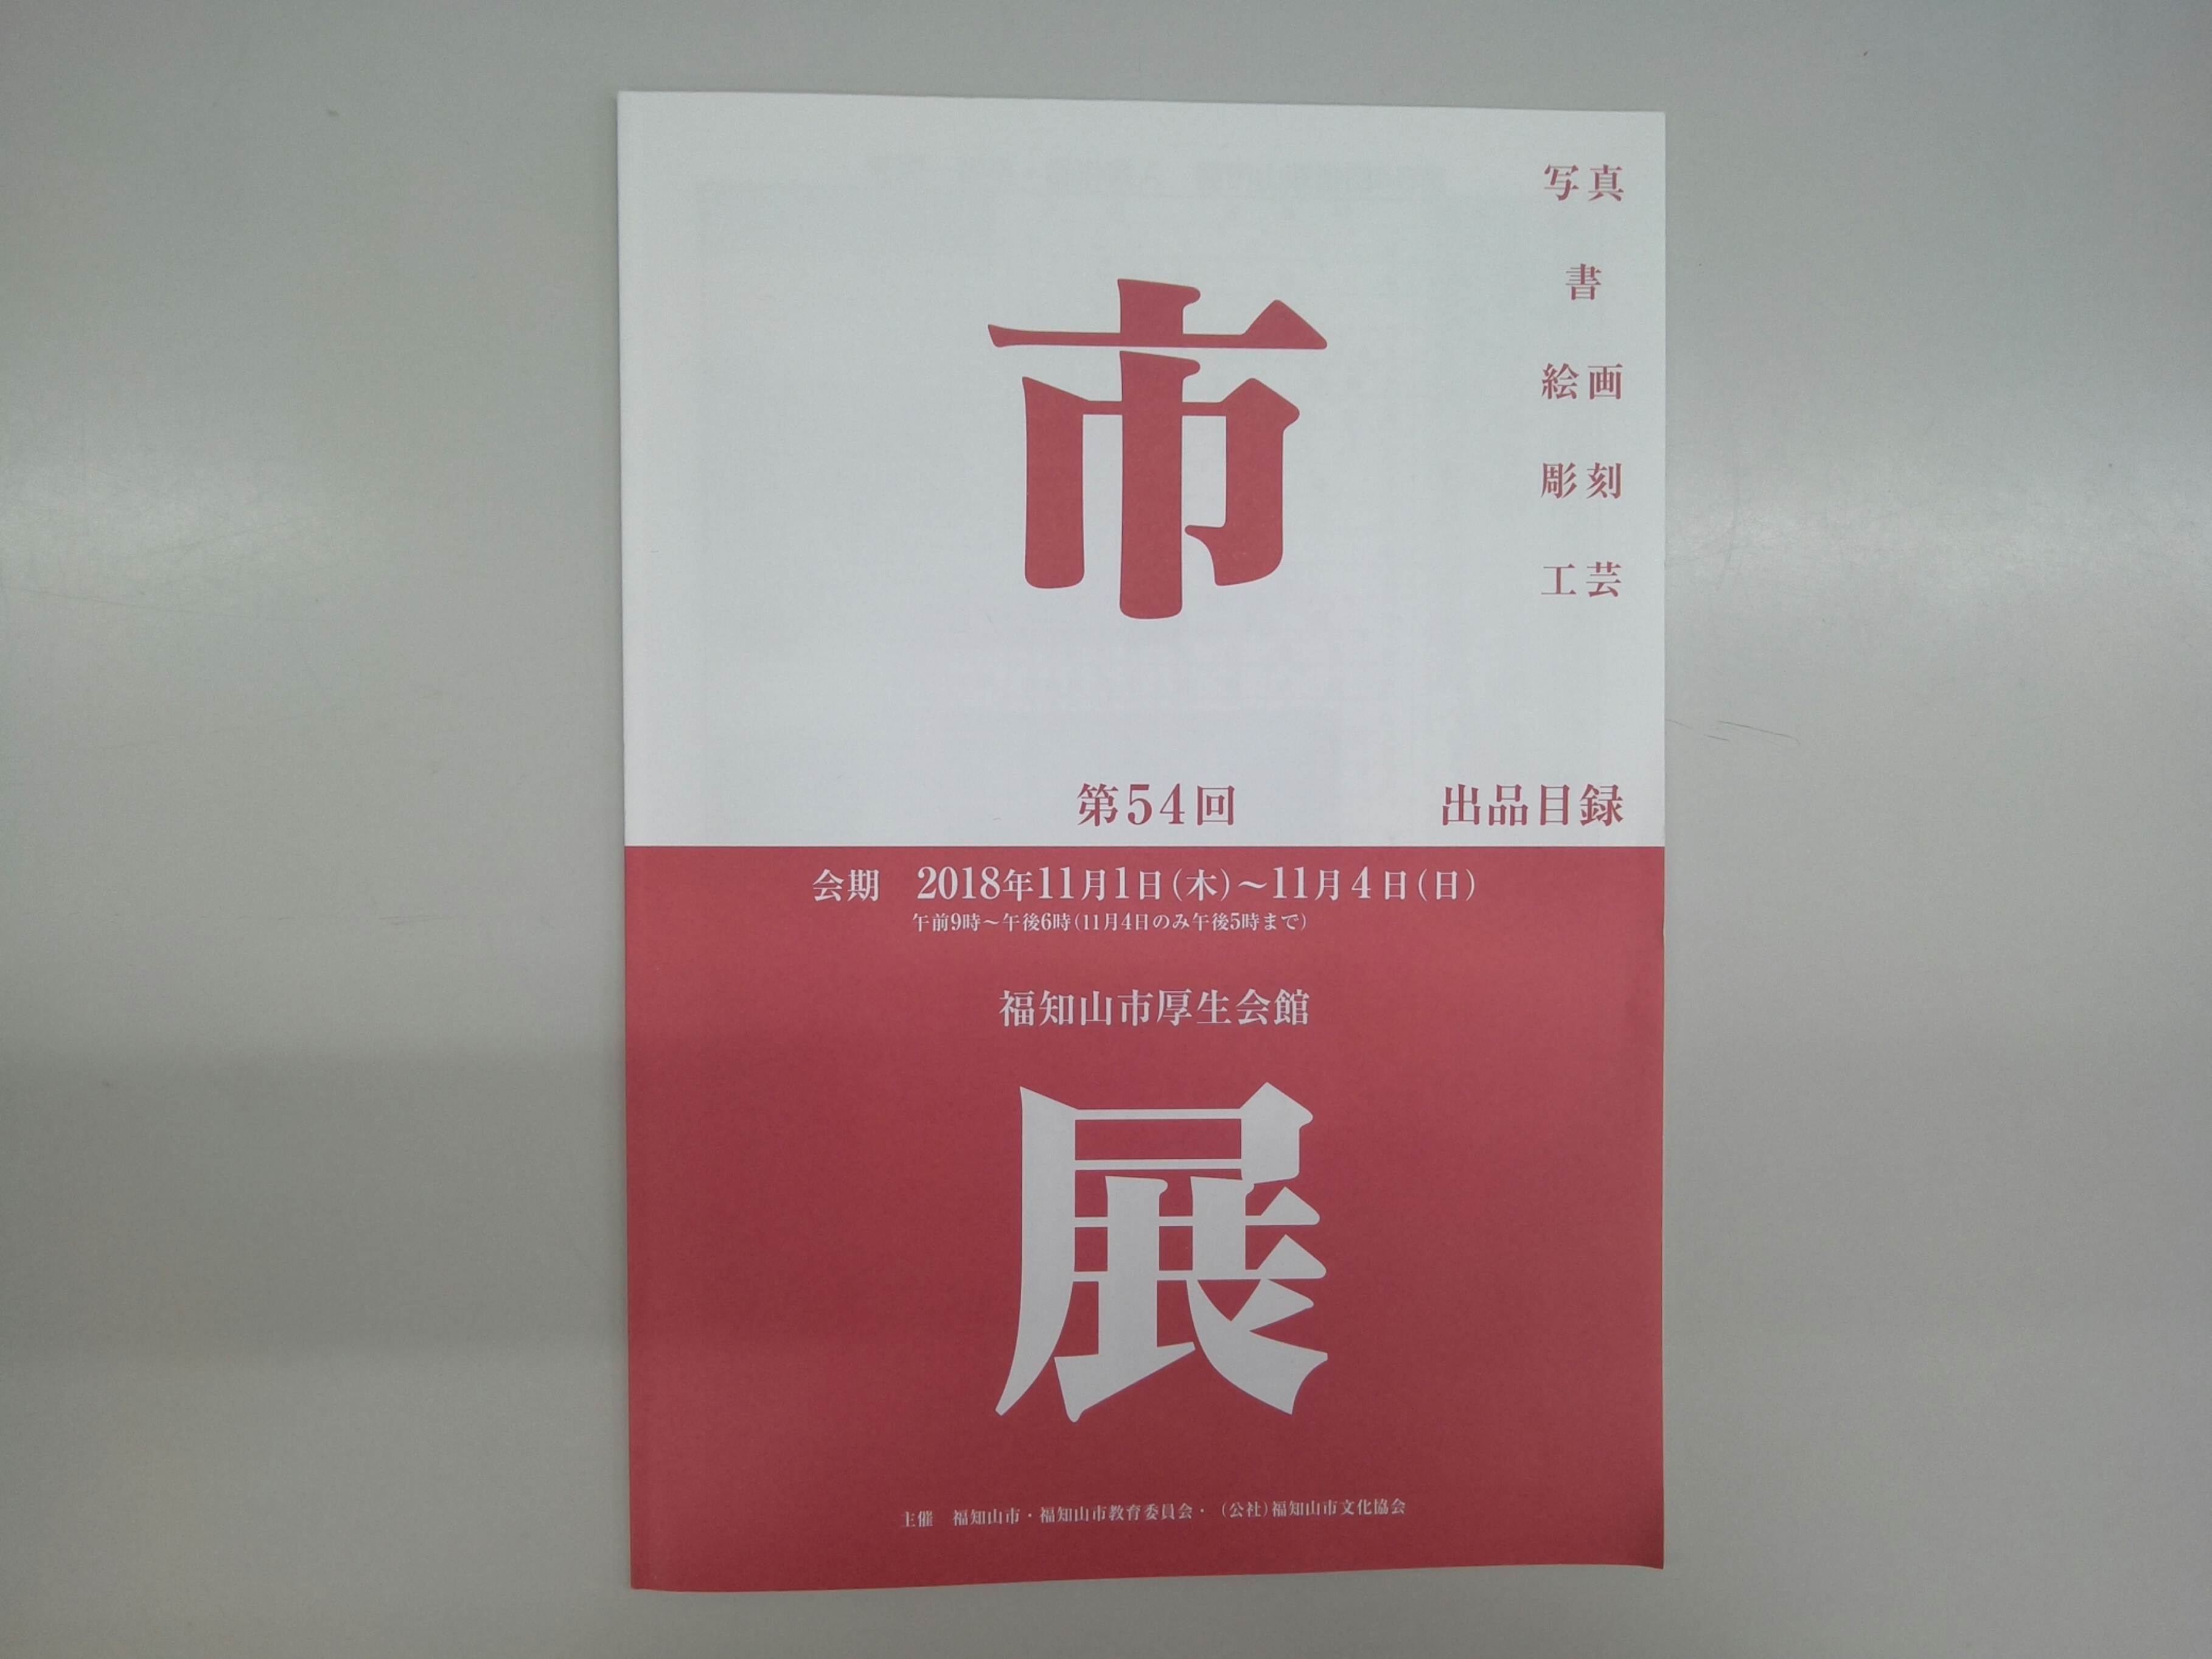 写真
書
絵画
彫刻
工芸
市
第54回
出品目録
会期 2018年11月1日(木)〜11月4日(日)
午前9時〜午後6時(11月4日のみ午後5時まで)
福知山市厚生会館
展
主催 福知山市・福知山市教育委員会・(公社)福知山市文化協会